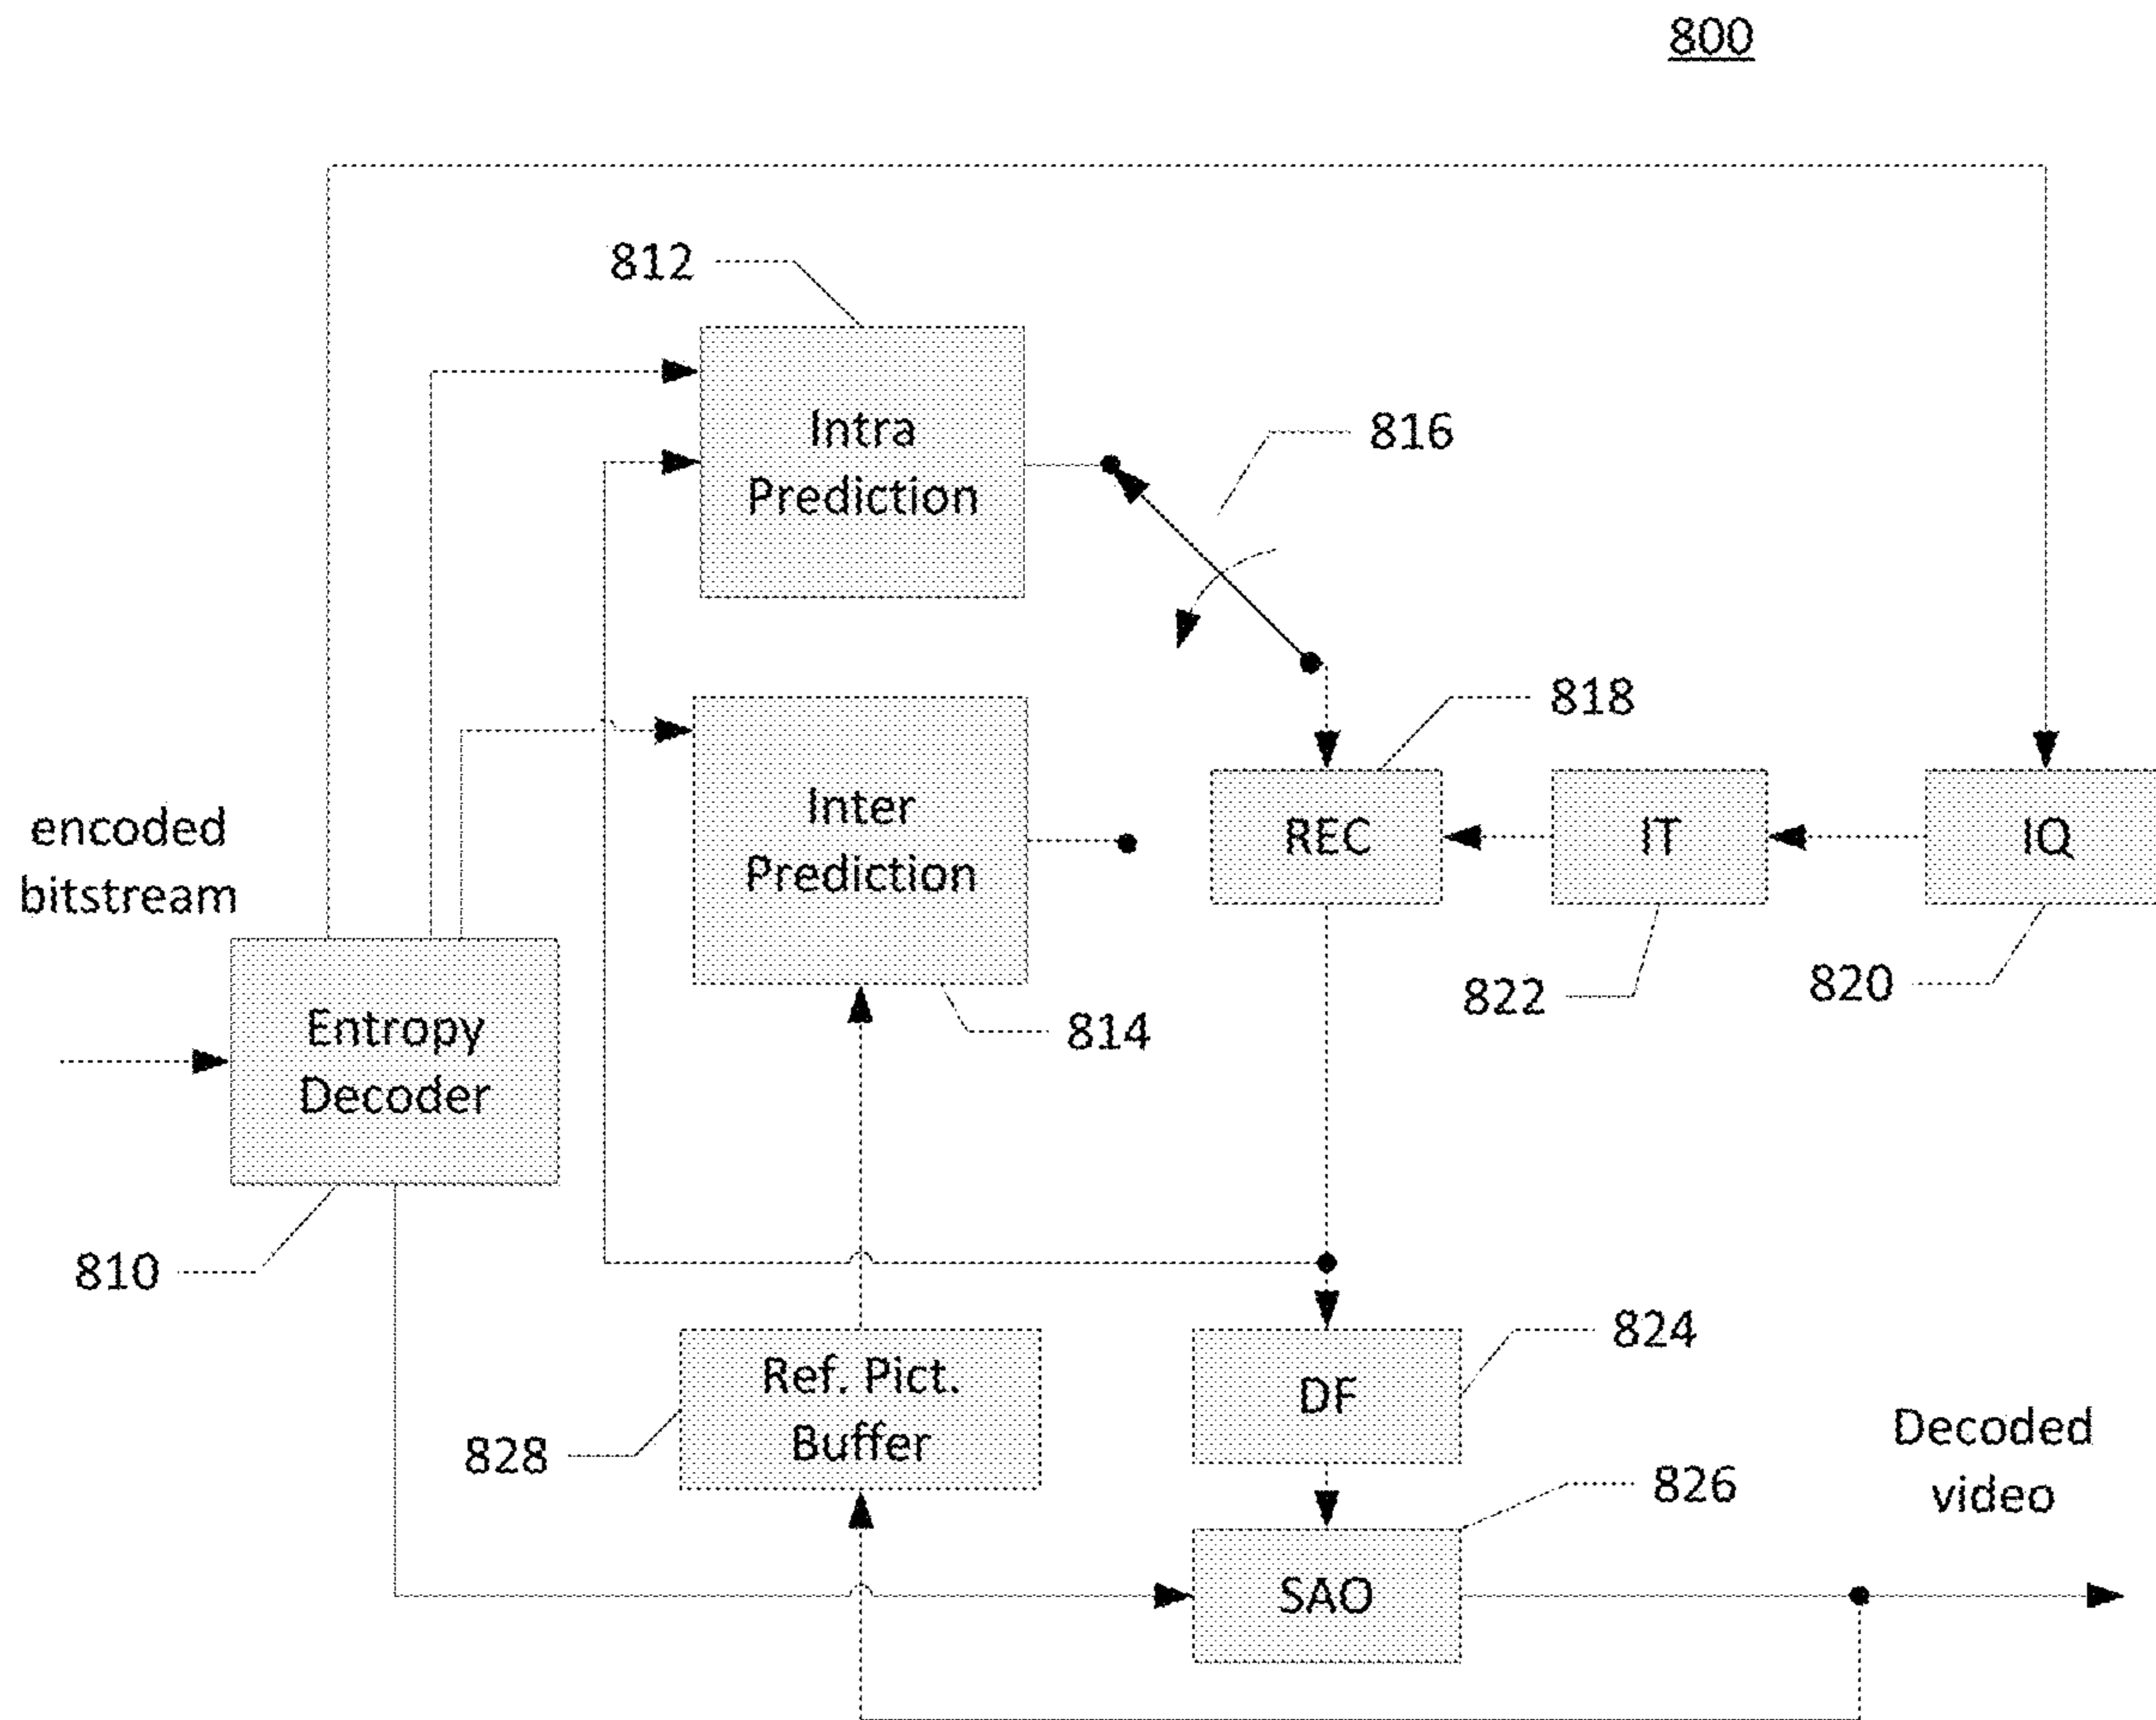 800
812
Intra
Prediction
816
818
Inter
Prediction
REC
IT
IQ
encoded
bitstream
822
820
814
Entropy
Decoder
810
824
Ref. Pict.
Buffer
DF
828
Decoded
video
826
SAO